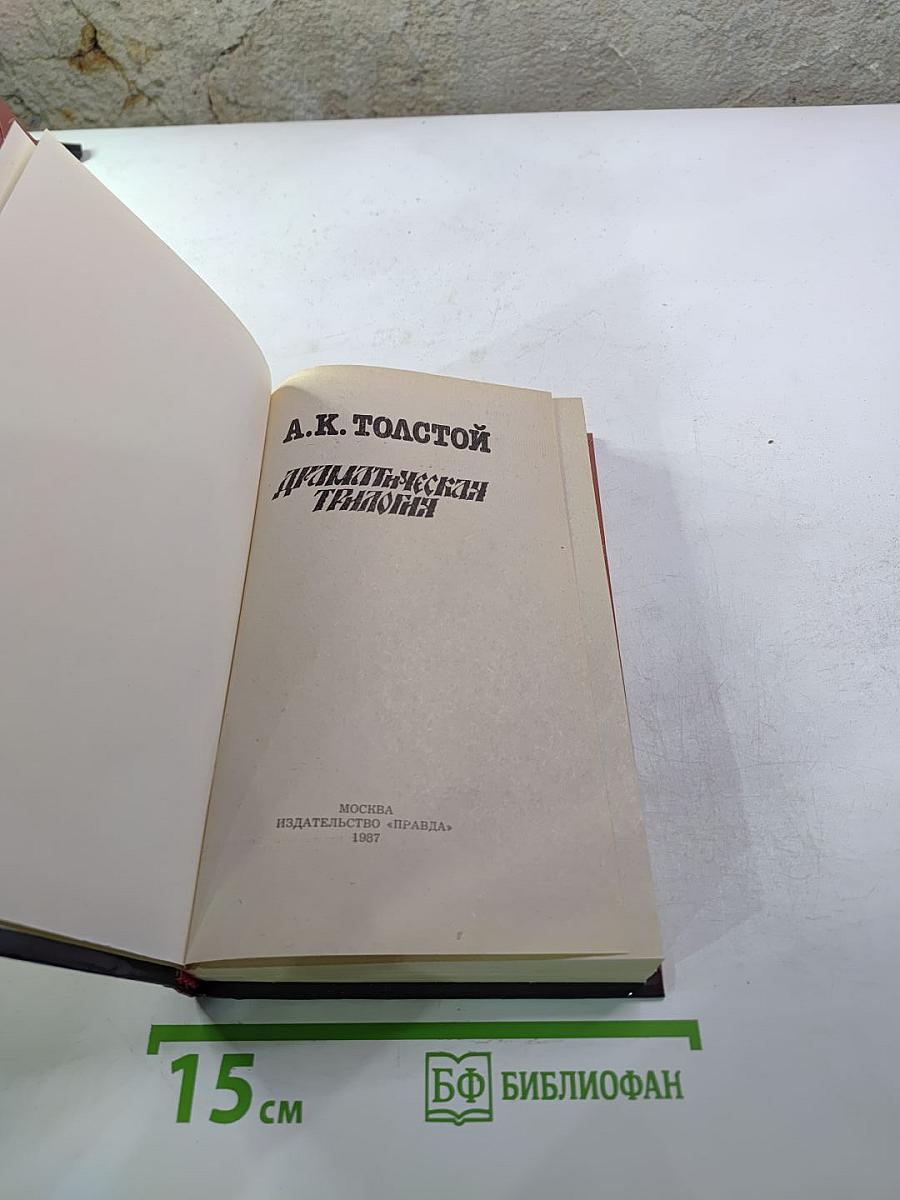 А.К.ТОЛСТОЙ
ДРАМАТИЧЕСКАЯ
ТРИЛОГИЯ
МОСКВА
ИЗДАТЕЛЬСТВО «ПРАВДА»
1987
15 см
БФ БИБЛИОФАН